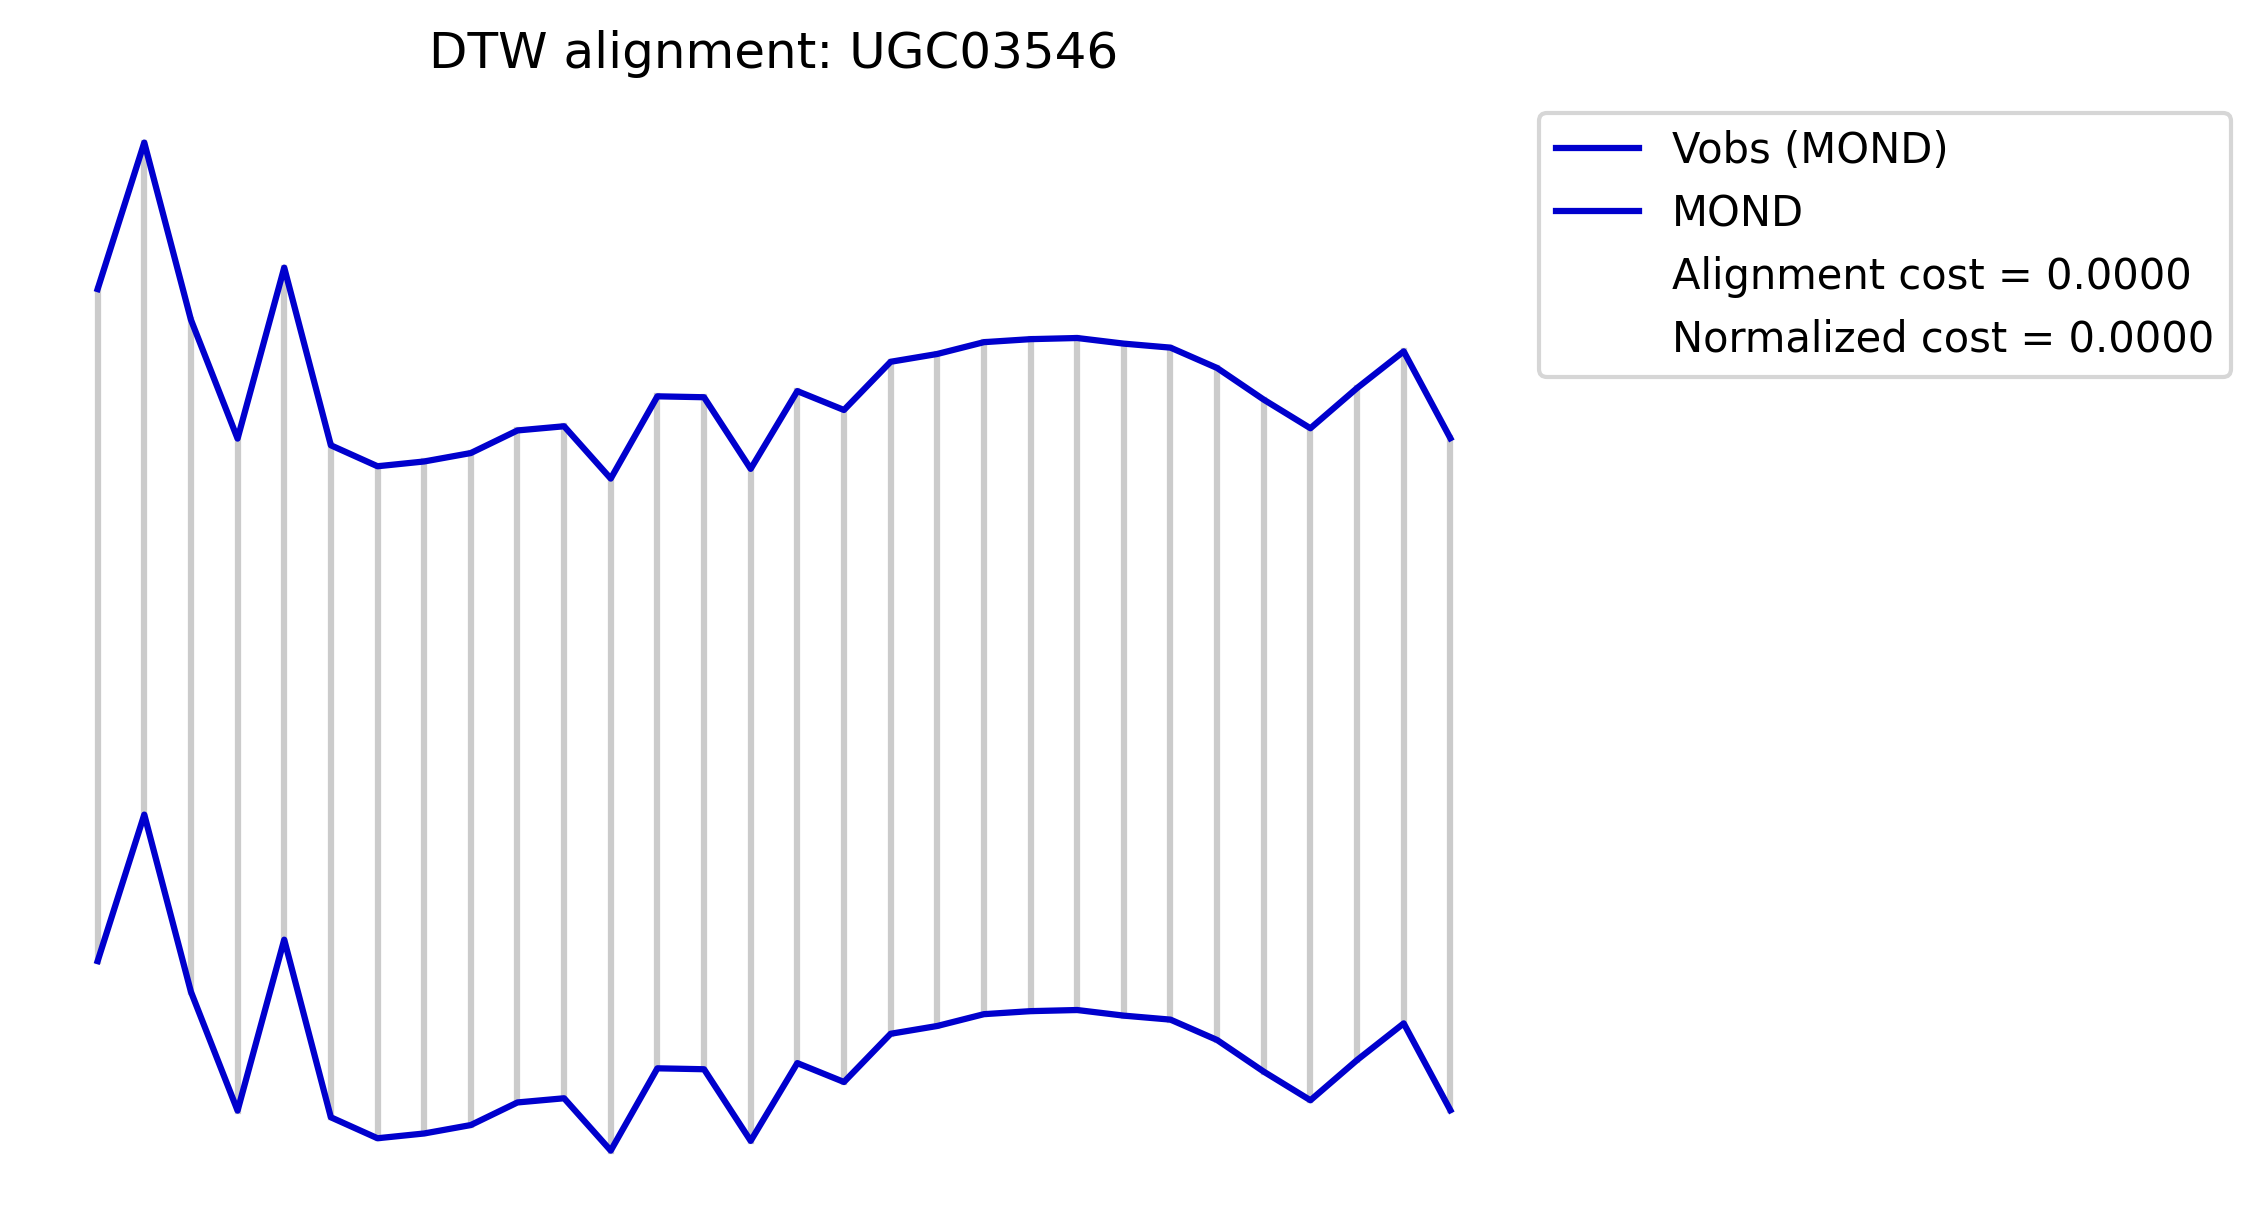 DTW alignment: UGC03546
Vobs (MOND)
MOND
Alignment cost = 0.0000
Normalized cost = 0.0000